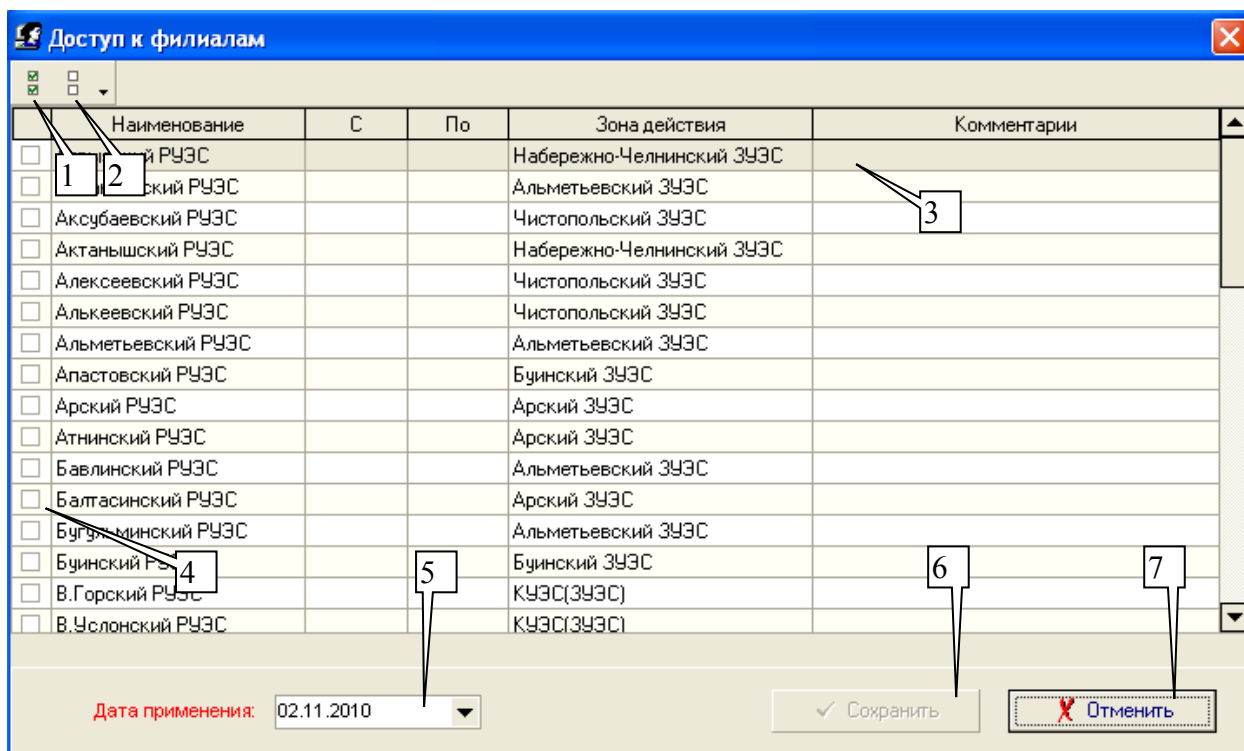 Доступ к филиалам
Наименование С По Зона действия Комментарии
РУЭС Набережно-Челнинский ЗУЭС
РУЭС Альметьевский ЗУЭС
Аксубаевский РУЭС Чистопольский ЗУЭС
Актанышский РУЭС Набережно-Челнинский ЗУЭС
Алексеевский РУЭС Чистопольский ЗУЭС
Алькеевский РУЭС Чистопольский ЗУЭС
Альметьевский РУЭС Альметьевский ЗУЭС
Апастовский РУЭС Буинский ЗУЭС
Арский РУЭС Арский ЗУЭС
Атнинский РУЭС Арский ЗУЭС
Бавлинский РУЭС Альметьевский ЗУЭС
Балтасинский РУЭС Арский ЗУЭС
Бугульминский РУЭС Альметьевский ЗУЭС
Буинский РУЭС Буинский ЗУЭС
В.Горский РУЭС КУЭС(ЗУЭС)
В.Услонский РУЭС КУЭС(ЗУЭС)
1 2 3
4 5 6 7
Дата применения: 02.11.2010 Сохранить Отменить